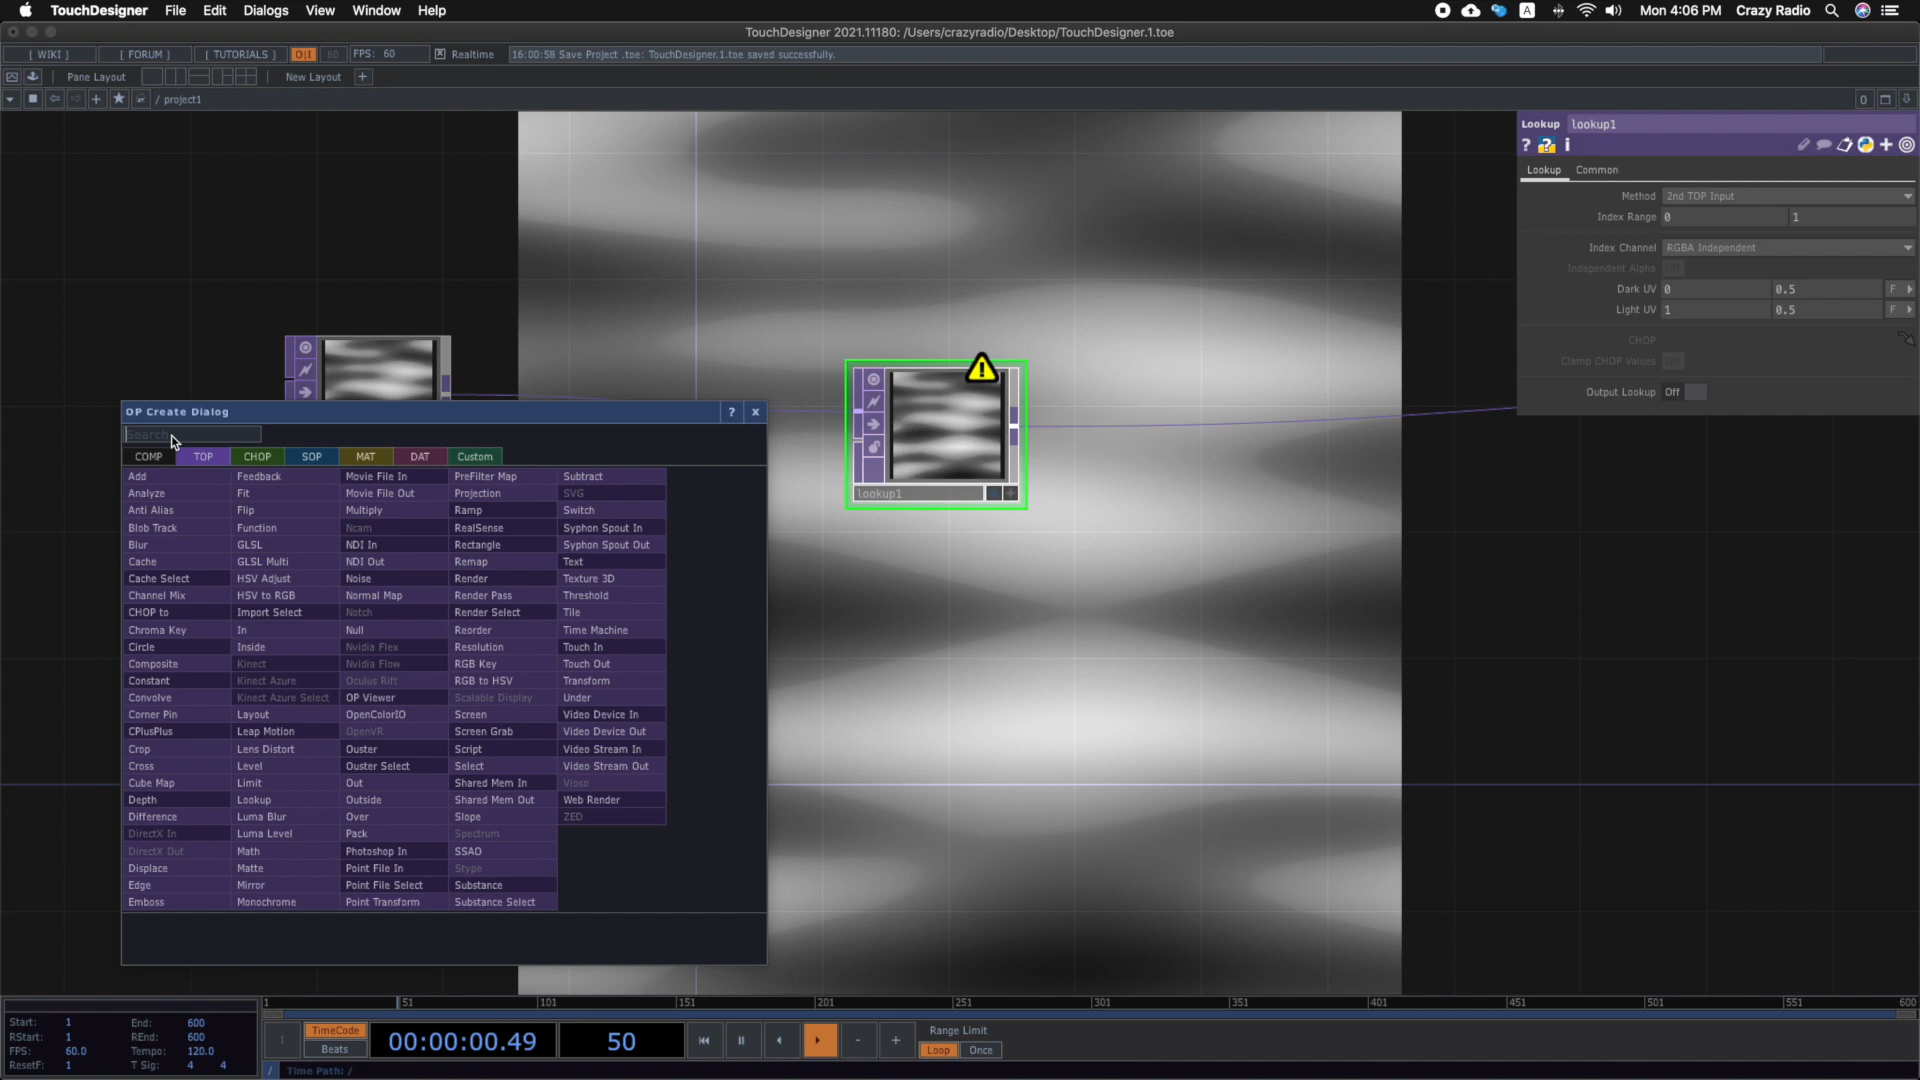 TouchDesigner File Edit Dialogs View Window Help A Mon 4:06 PM Crazy Radio
TouchDesigner 2021.11180: /Users/crazyradio/Desktop/TouchDesigner.1.toe
[ WIKI ] [ FORUM ] [ TUTORIALS ] O|I 60 FPS: 60 Realtime 16:00:58 Save Project .toe: TouchDesigner.1.toe saved successfully.
Pane Layout New Layout +
/ project1 0
Lookup lookup1
? ? i
Lookup Common
Method 2nd TOP Input
Index Range 0 1
Index Channel RGBA Independent
Independent Alpha
Dark UV 0 0.5 F
Light UV 1 0.5 F
CHOP
Clamp CHOP Values
Output Lookup Off
lookup1
OP Create Dialog ? x
Search
COMP TOP CHOP SOP MAT DAT Custom
Add Feedback Movie File In PreFilter Map Subtract
Analyze Fit Movie File Out Projection SVG
Anti Alias Flip Multiply Ramp Switch
Blob Track Function Ncam RealSense Syphon Spout In
Blur GLSL NDI In Rectangle Syphon Spout Out
Cache GLSL Multi NDI Out Remap Text
Cache Select HSV Adjust Noise Render Texture 3D
Channel Mix HSV to RGB Normal Map Render Pass Threshold
CHOP to Import Select Notch Render Select Tile
Chroma Key In Null Reorder Time Machine
Circle Inside Nvidia Flex Resolution Touch In
Composite Kinect Nvidia Flow RGB Key Touch Out
Constant Kinect Azure Oculus Rift RGB to HSV Transform
Convolve Kinect Azure Select OP Viewer Scalable Display Under
Corner Pin Layout OpenColorIO Screen Video Device In
CPlusPlus Leap Motion OpenVR Screen Grab Video Device Out
Crop Lens Distort Ouster Script Video Stream In
Cross Level Ouster Select Select Video Stream Out
Cube Map Limit Out Shared Mem In Vioso
Depth Lookup Outside Shared Mem Out Web Render
Difference Luma Blur Over Slope ZED
DirectX In Luma Level Pack Spectrum
DirectX Out Math Photoshop In SSAO
Displace Matte Point File In Stype
Edge Mirror Point File Select Substance
Emboss Monochrome Point Transform Substance Select
1 51 101 151 201 251 301 351 401 451 501 551 600
Start: 1 End: 600
RStart: 1 REnd: 600
FPS: 60.0 Tempo: 120.0
ResetF: 1 T Sig: 4 4
TimeCode
Beats
00:00:00.49 50
- +
Range Limit
Loop Once
/ Time Path: /